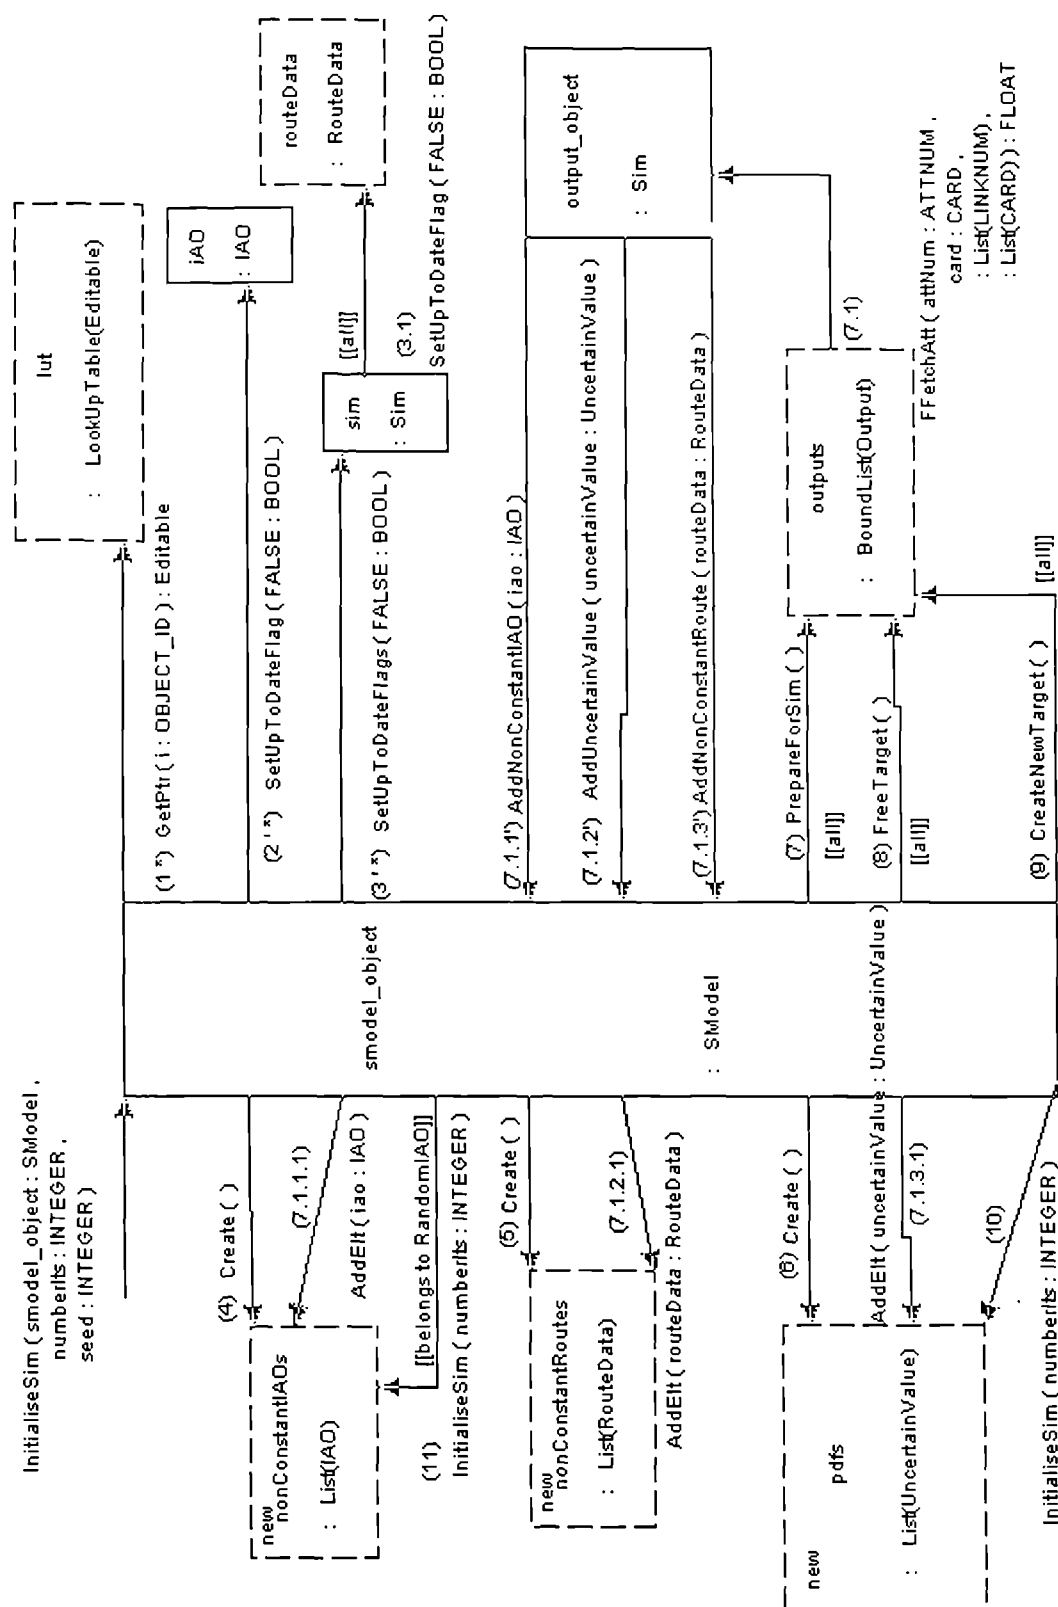 InitialiseSim ( smodel_object : SModel ,
numberIts : INTEGER ,
seed : INTEGER )
(4) Create ( )
new
nonConstantIAOs
: List(IAO)
(7.1.1.1)
AddElt ( iao : IAO )
[[belongs to RandomIAO]]
(11)
InitialiseSim ( numberIts : INTEGER )
(5) Create ( )
new
nonConstantRoutes
: List(RouteData)
(7.1.2.1)
AddElt ( routeData : RouteData )
(6) Create ( )
new
pdfs
: List(UncertainValue)
AddElt ( uncertainValue : UncertainValue )
(7.1.3.1)
(10)
InitialiseSim ( numberIts : INTEGER )
smodel_object
: SModel
lut
: LookUpTable(Editable)
(1 *) GetPtr ( i : OBJECT_ID ) : Editable
iAO
: IAO
(2 ' *) SetUpToDateFlag ( FALSE : BOOL )
routeData
: RouteData
[[all]]
(3.1)
SetUpToDateFlag ( FALSE : BOOL )
sim
: Sim
(3 ' *) SetUpToDateFlags ( FALSE : BOOL )
output_object
: Sim
(7.1.1') AddNonConstantIAO ( iao : IAO )
(7.1.2') AddUncertainValue ( uncertainValue : UncertainValue )
(7.1.3') AddNonConstantRoute ( routeData : RouteData )
(7.1)
FFetchAtt ( attNum : ATTNUM ,
card : CARD ,
: List(LINKNUM),
: List(CARD) ) : FLOAT
outputs
: BoundList(Output)
(7) PrepareForSim ( )
[[all]]
(8) FreeTarget ( )
[[all]]
(9) CreateNewTarget ( )
[[all]]